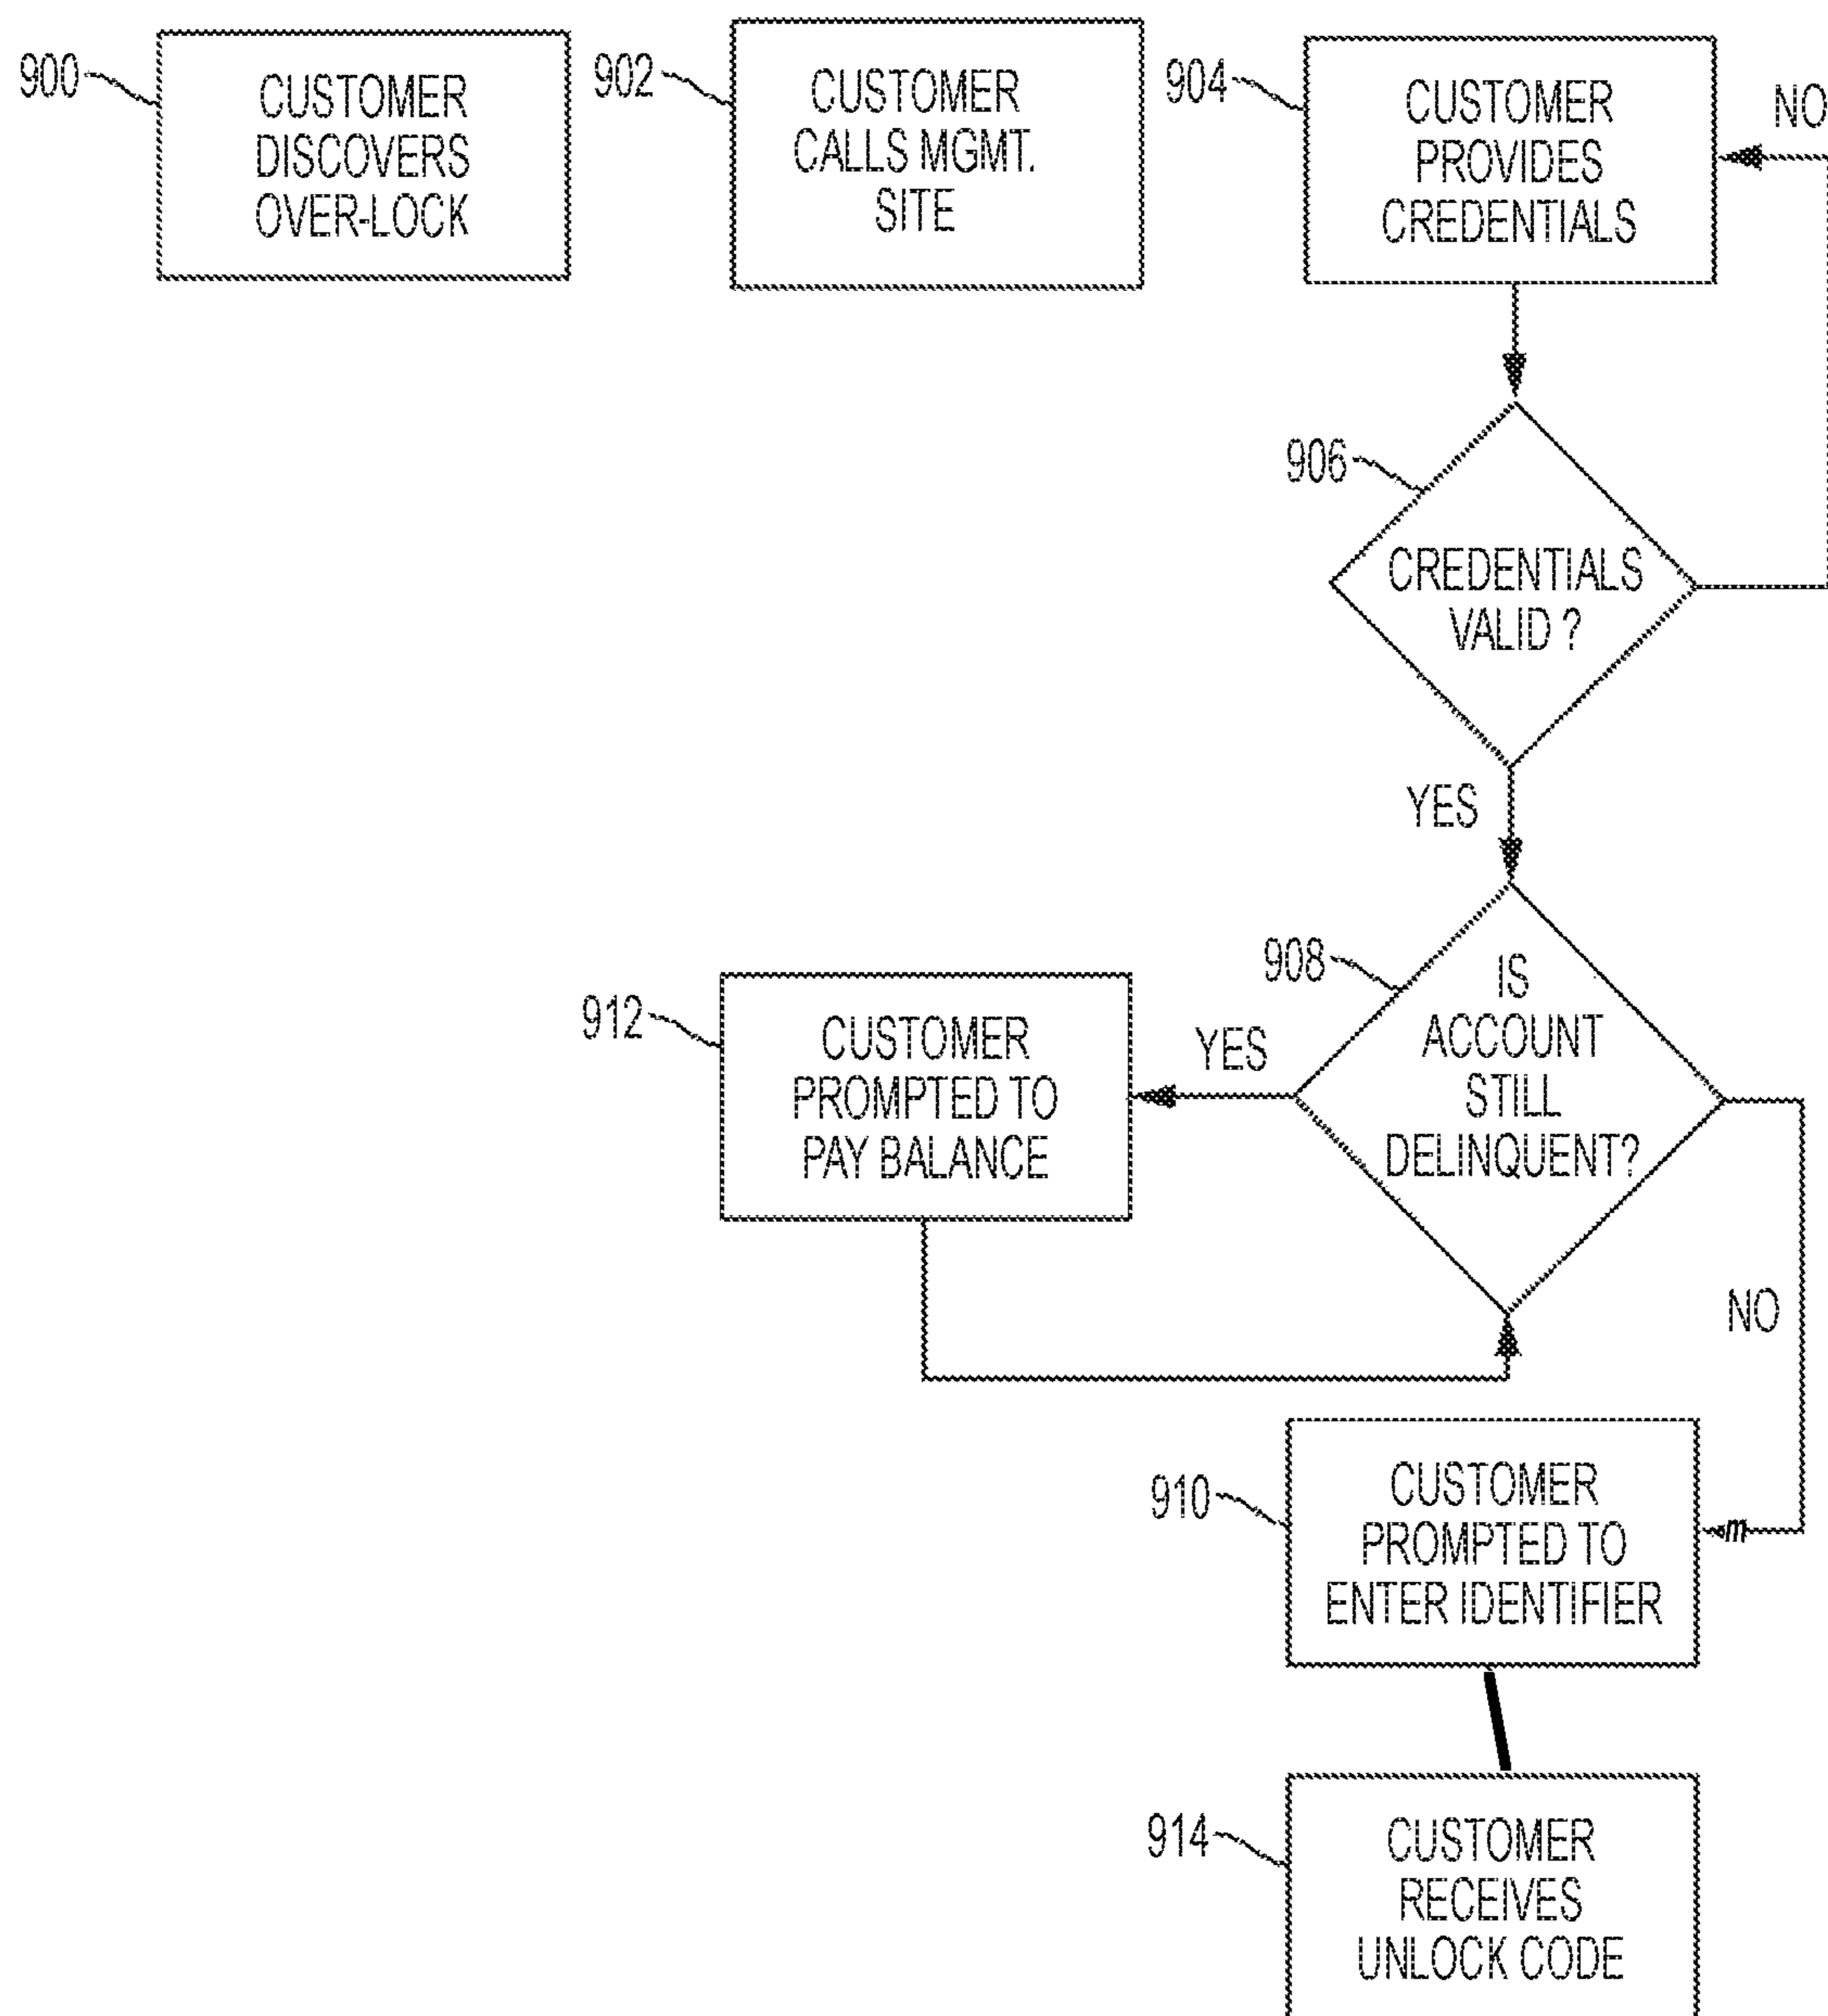 900
CUSTOMER
DISCOVERS
OVER-LOCK
902
CUSTOMER
CALLS MGMT.
SITE
904
CUSTOMER
PROVIDES
CREDENTIALS
NO
906
CREDENTIALS
VALID ?
YES
908
IS
ACCOUNT
STILL
DELINQUENT?
YES
912
CUSTOMER
PROMPTED TO
PAY BALANCE
NO
910
CUSTOMER
PROMPTED TO
ENTER IDENTIFIER
m
914
CUSTOMER
RECEIVES
UNLOCK CODE